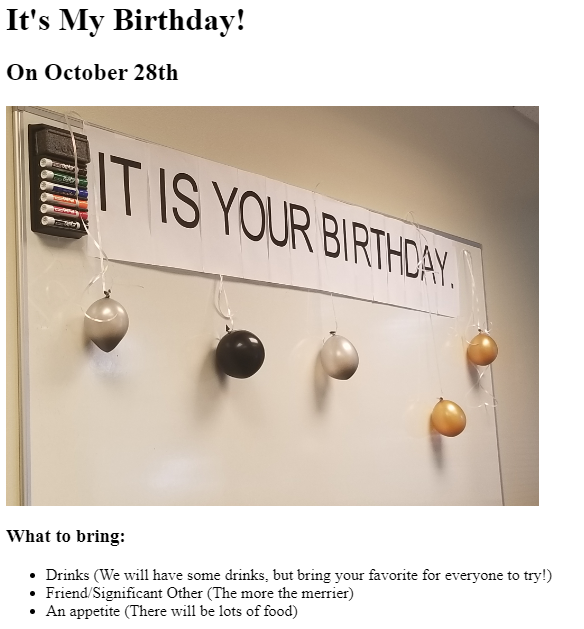 It's My Birthday!
On October 28th
IT IS YOUR BIRTHDAY.
What to bring:
Drinks (We will have some drinks, but bring your favorite for everyone to try!)
Friend/Significant Other (The more the merrier)
An appetite (There will be lots of food)